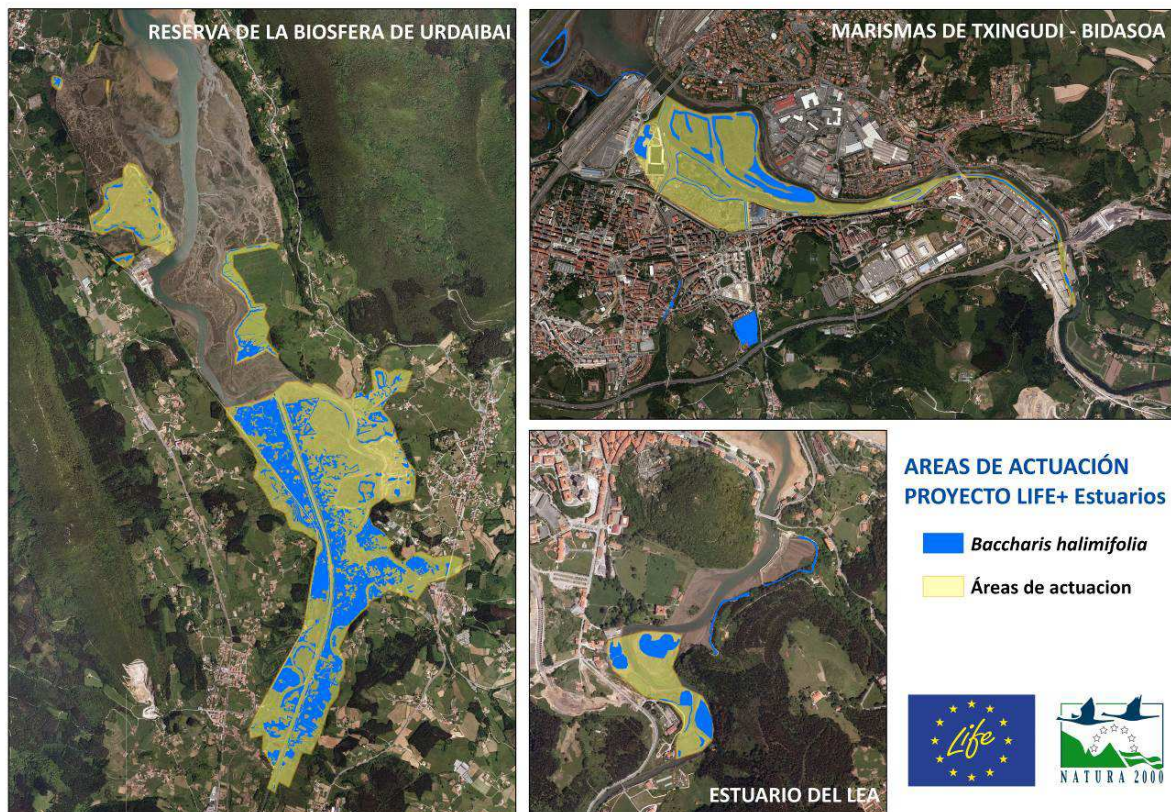 RESERVA DE LA BIOSFERA DE URDAIBAI
MARISMAS DE TXINGUDI - BIDASOA
ESTUARIO DEL LEA
AREAS DE ACTUACIÓN
PROYECTO LIFE+ Estuarios
Baccharis halimifolia
Áreas de actuacion
Life
NATURA 2000